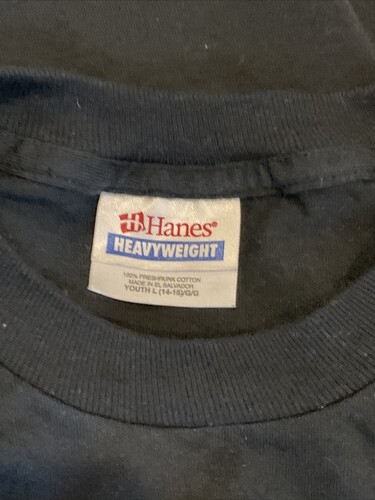 Hanes®
HEAVYWEIGHT
100% PRESHRUNK COTTON
MADE IN EL SALVADOR
YOUTH L (14-16)/G/G